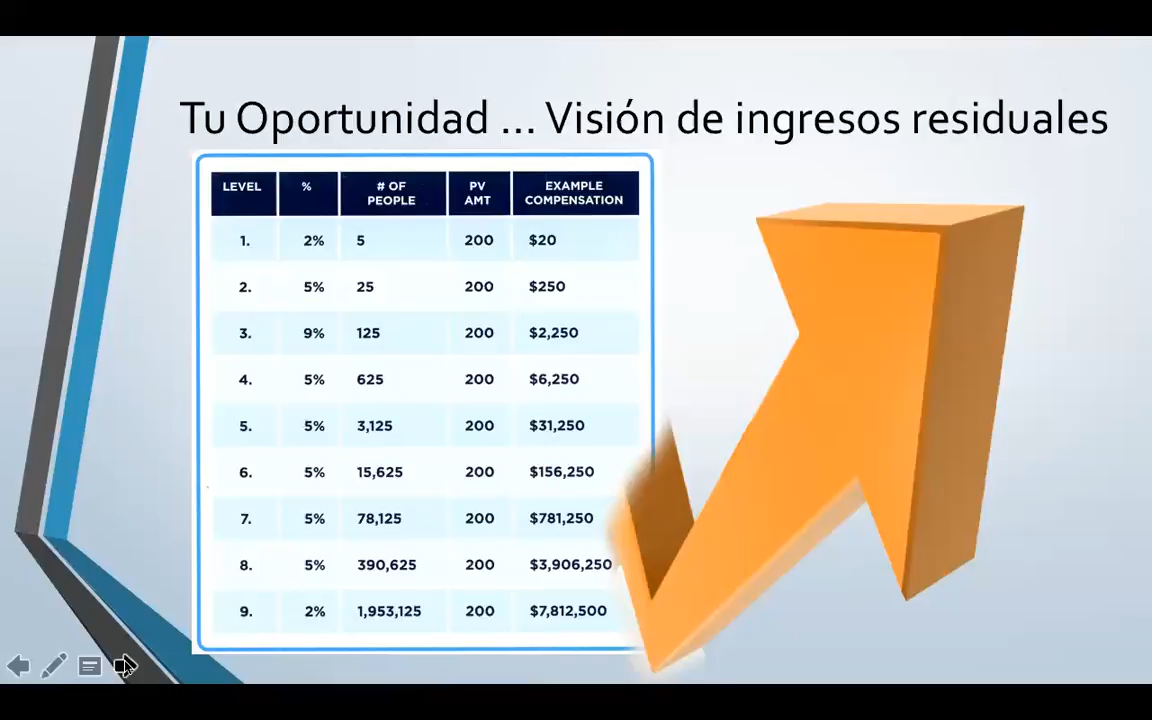 Tu Oportunidad ... Visión de ingresos residuales
LEVEL % # OF PEOPLE PV AMT EXAMPLE COMPENSATION
1. 2% 5 200 $20
2. 5% 25 200 $250
3. 9% 125 200 $2,250
4. 5% 625 200 $6,250
5. 5% 3,125 200 $31,250
6. 5% 15,625 200 $156,250
7. 5% 78,125 200 $781,250
8. 5% 390,625 200 $3,906,250
9. 2% 1,953,125 200 $7,812,500